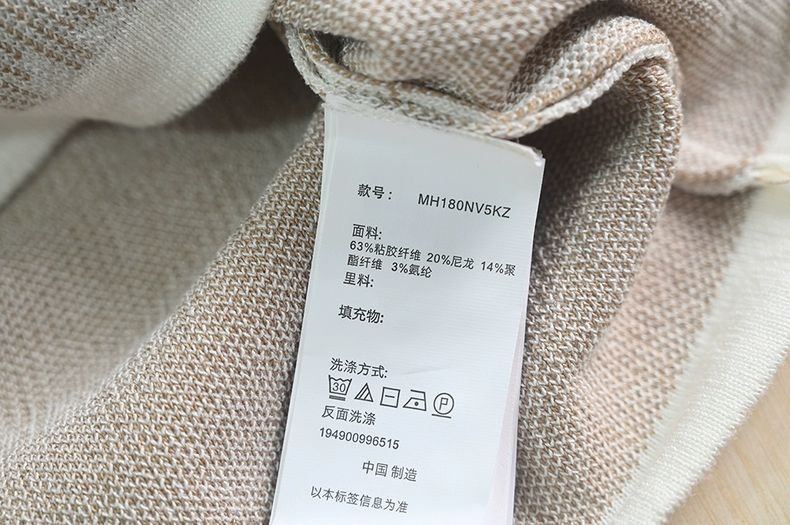 款号： MH180NV5KZ
面料:
63%粘胶纤维 20%尼龙 14%聚
酯纤维 3%氨纶
里料:
填充物:
洗涤方式:
30 P
反面洗涤
194900996515
中国 制造
以本标签信息为准